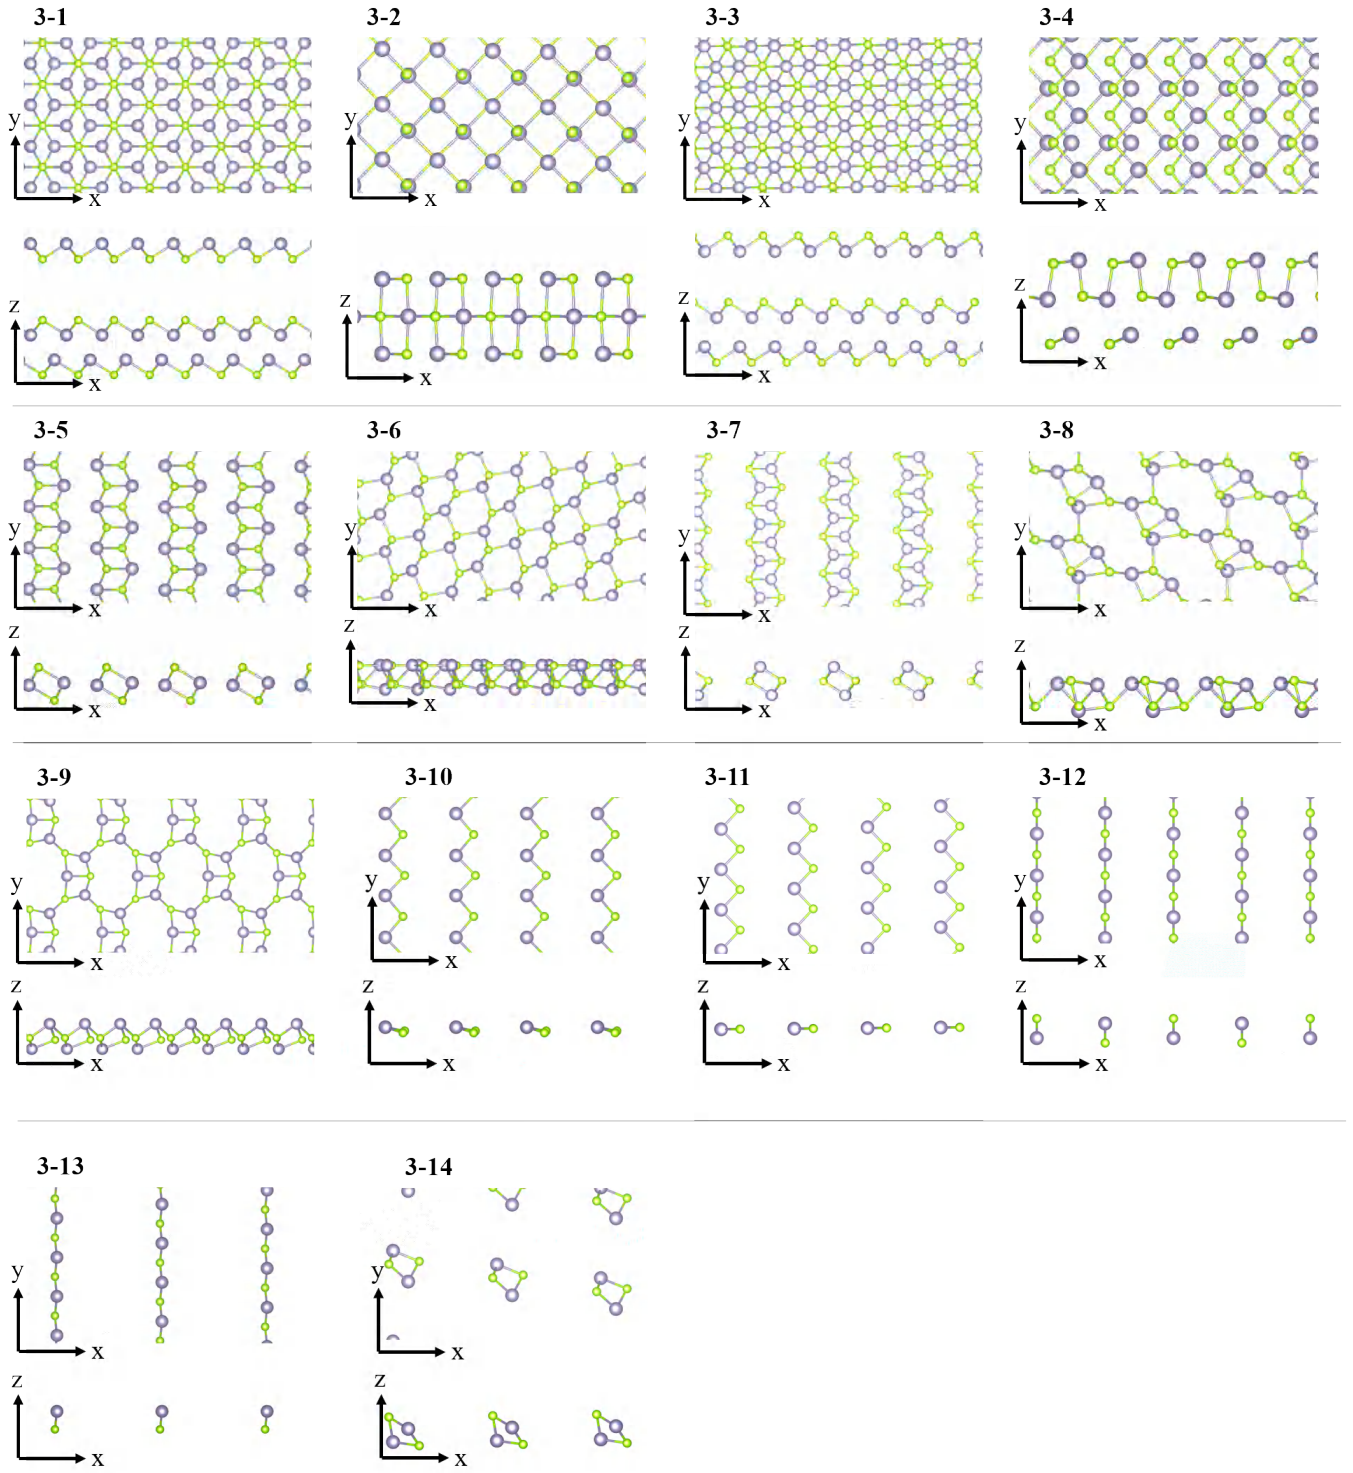 3-1 3-2 3-3 3-4
y x y x y x y x
z x z x z x z x
3-5 3-6 3-7 3-8
y x y x y x y x
z x z x z x z x
3-9 3-10 3-11 3-12
y x y x y x y x
z x z x z x z x
3-13 3-14
y x y x
z x z x